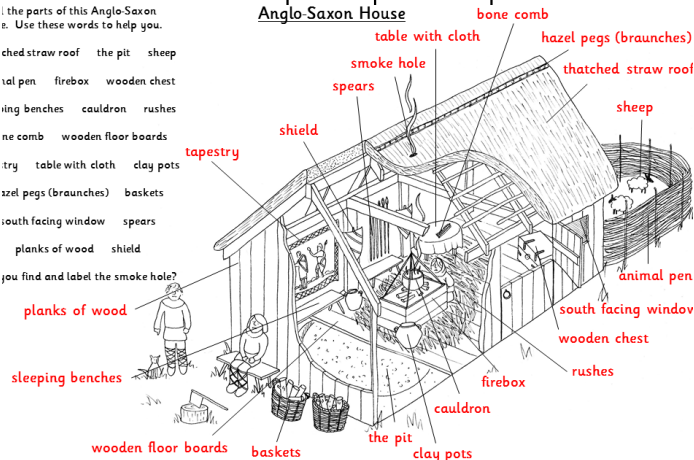 Anglo-Saxon House
l the parts of this Anglo-Saxon
e. Use these words to help you.
ched straw roof the pit sheep
nal pen firebox wooden chest
ing benches cauldron rushes
ne comb wooden floor boards
try table with cloth clay pots
azel pegs (braunches) baskets
south facing window spears
planks of wood shield
you find and label the smoke hole?
bone comb
table with cloth
hazel pegs (braunches)
smoke hole
thatched straw roof
spears
sheep
shield
tapestry
animal pen
planks of wood
south facing window
wooden chest
sleeping benches
rushes
firebox
cauldron
wooden floor boards
baskets
the pit
clay pots